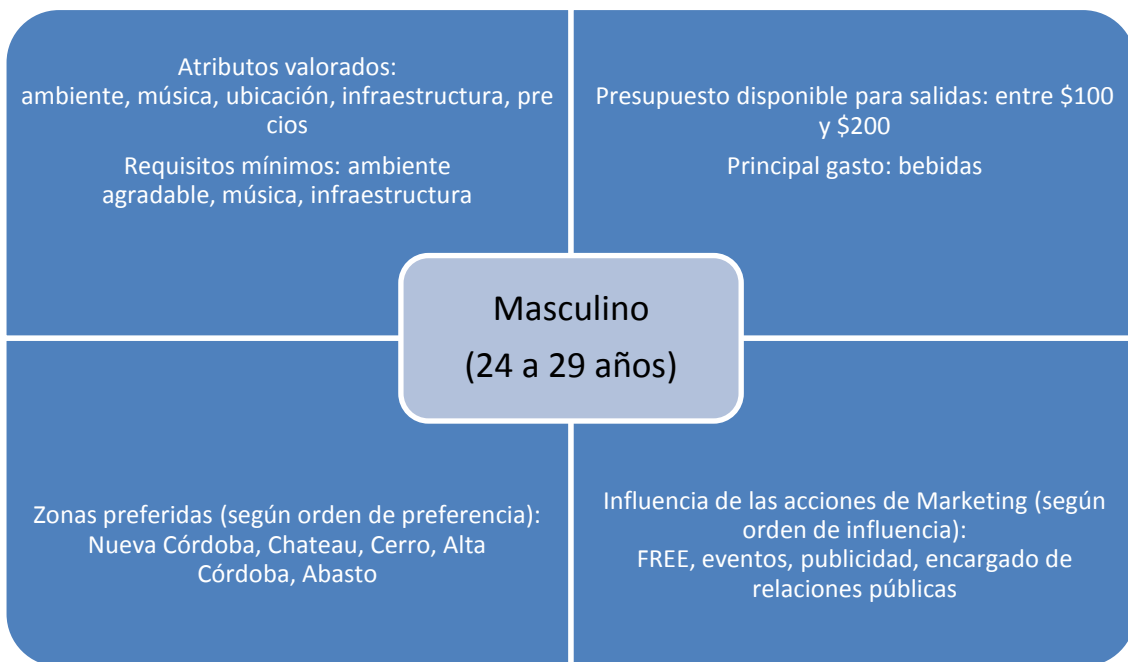 Atributos valorados:
ambiente, música, ubicación, infraestructura, pre
cios
Requisitos mínimos: ambiente
agradable, música, infraestructura
Presupuesto disponible para salidas: entre $100
y $200
Principal gasto: bebidas
Masculino
(24 a 29 años)
Zonas preferidas (según orden de preferencia):
Nueva Córdoba, Chateau, Cerro, Alta
Córdoba, Abasto
Influencia de las acciones de Marketing (según
orden de influencia):
FREE, eventos, publicidad, encargado de
relaciones públicas